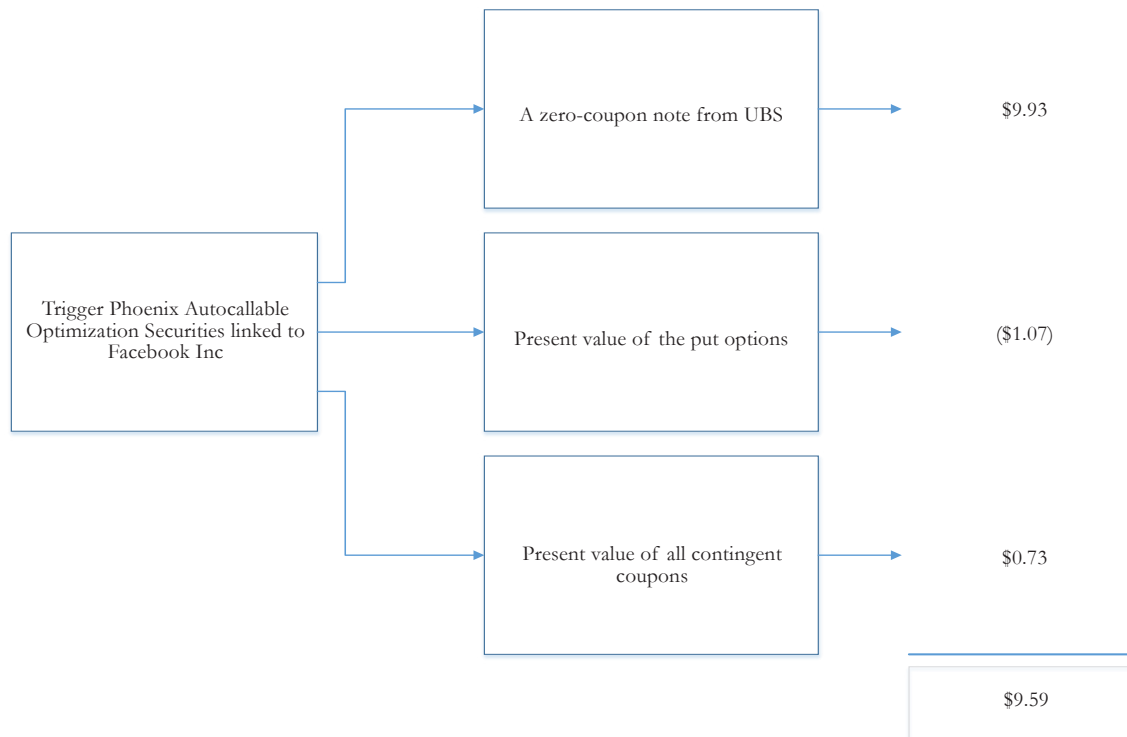 A zero-coupon note from UBS
$9.93
Trigger Phoenix Autocallable
Optimization Securities linked to
Facebook Inc
Present value of the put options
($1.07)
Present value of all contingent
coupons
$0.73
$9.59